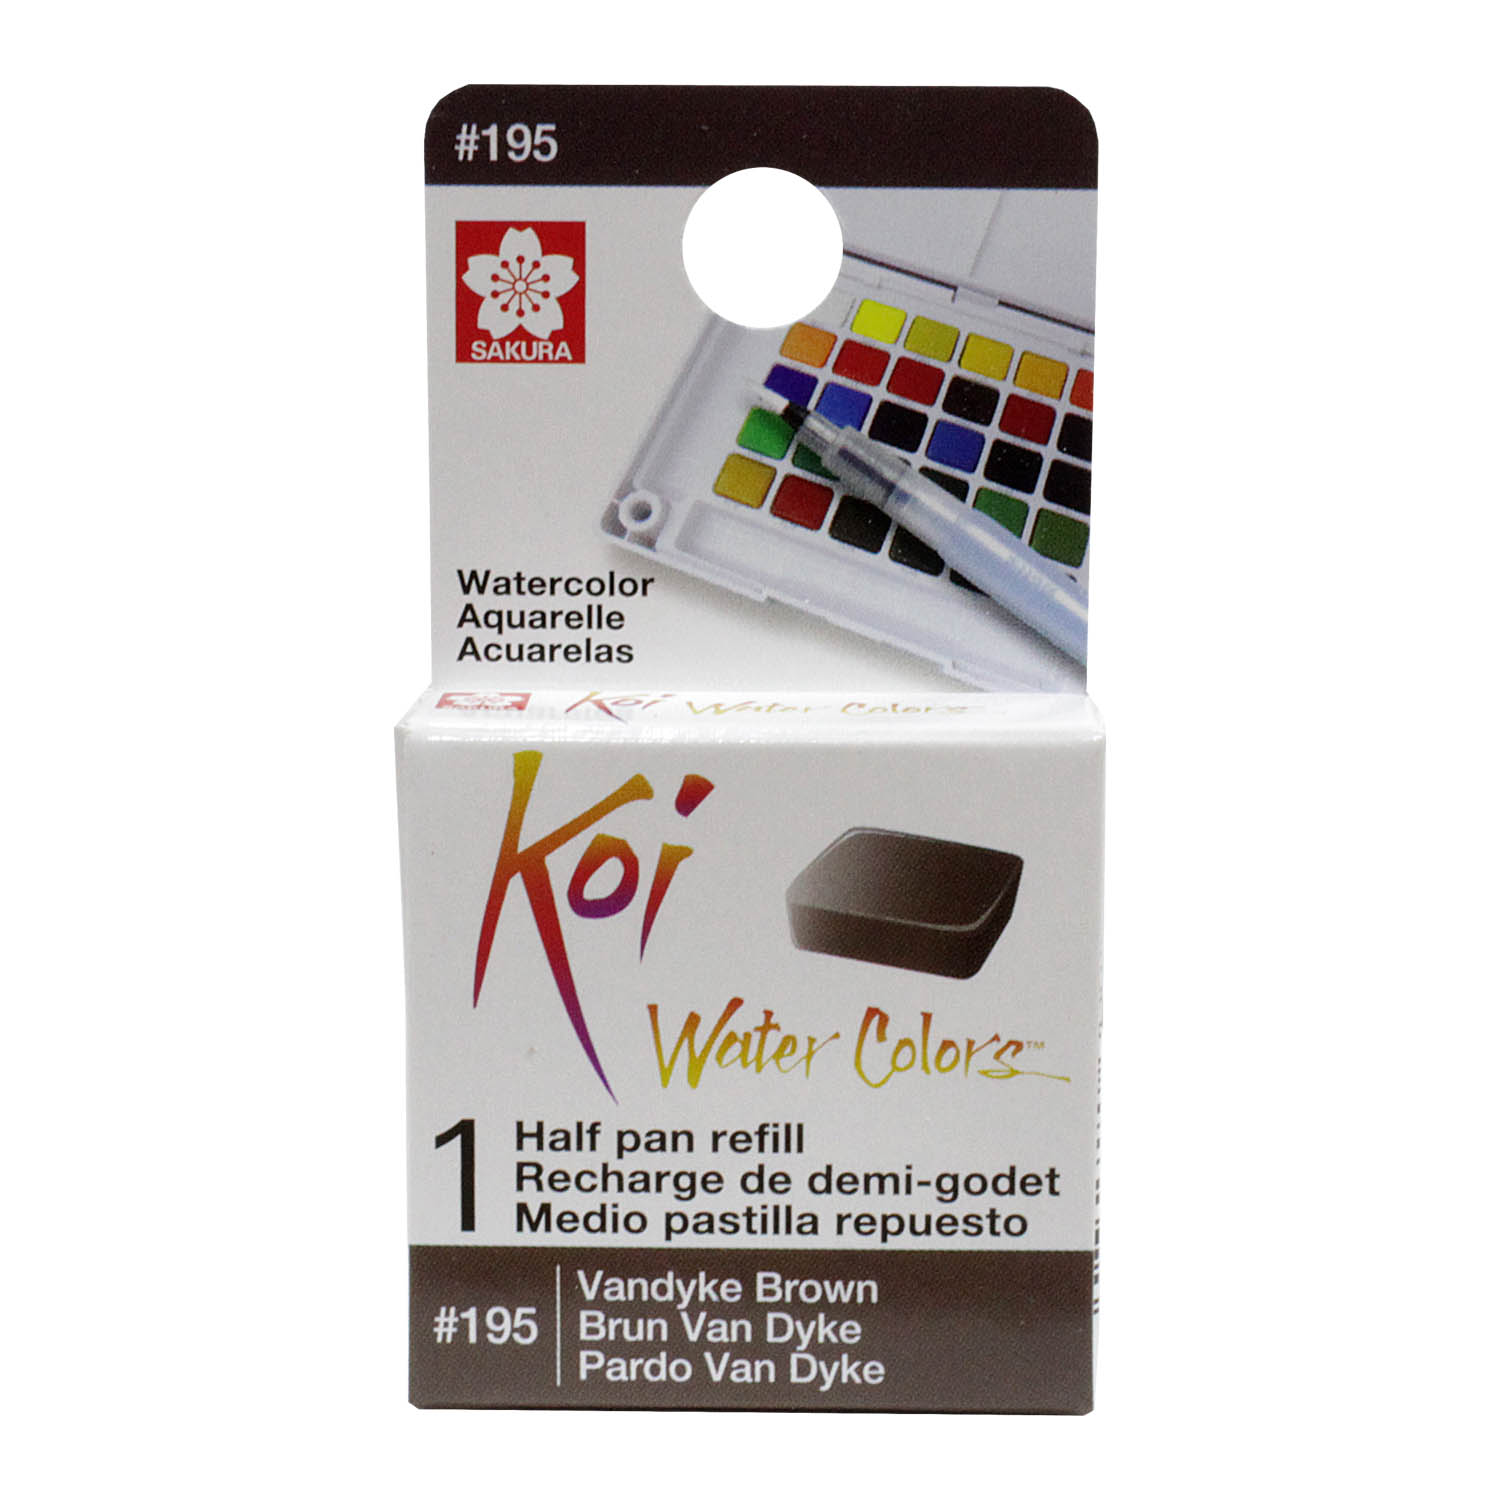 #195
SAKURA
Watercolor
Aquarelle
Acuarelas
Koi Water Colors
Koi
Water Colors™
1
Half pan refill
Recharge de demi-godet
Medio pastilla repuesto
#195
Vandyke Brown
Brun Van Dyke
Pardo Van Dyke